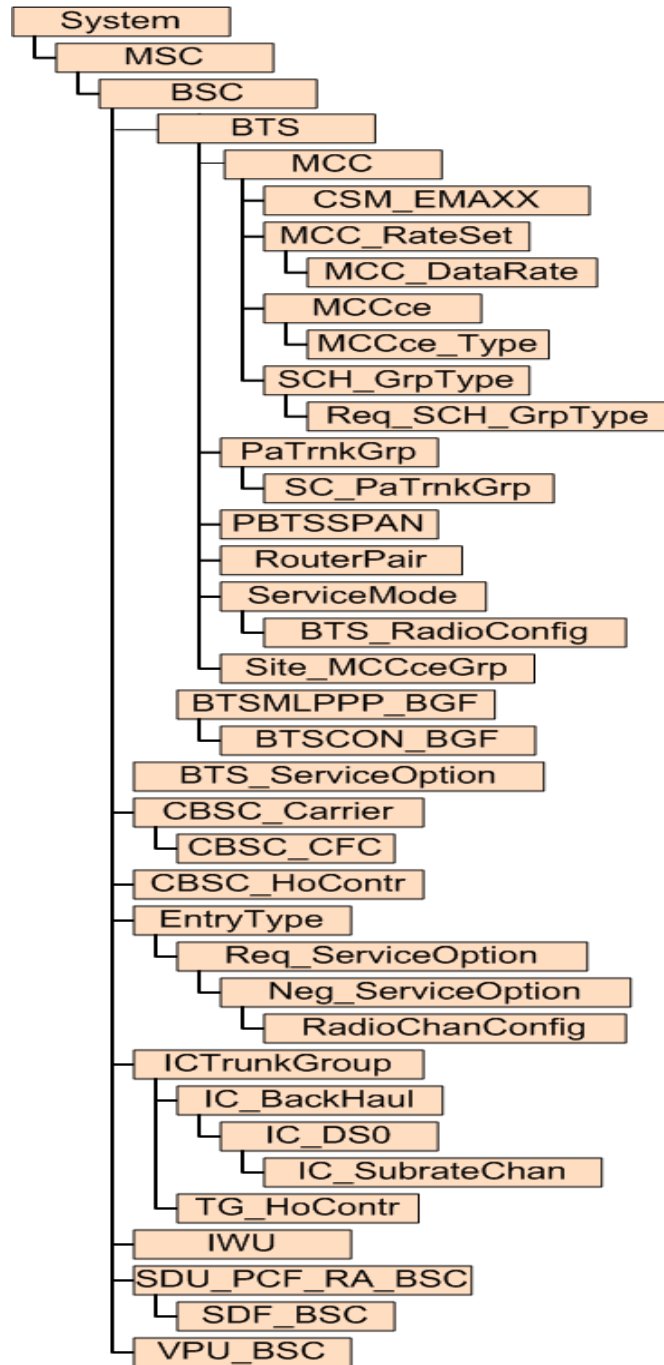 System
MSC
BSC
BTS
MCC
CSM_EMAXX
MCC_RateSet
MCC_DataRate
MCCce
MCCce_Type
SCH_GrpType
Req_SCH_GrpType
PaTrnkGrp
SC_PaTrnkGrp
PBTSSPAN
RouterPair
ServiceMode
BTS_RadioConfig
Site_MCCceGrp
BTSMLPPP_BGF
BTSCON_BGF
BTS_ServiceOption
CBSC_Carrier
CBSC_CFC
CBSC_HoContr
EntryType
Req_ServiceOption
Neg_ServiceOption
RadioChanConfig
ICTrunkGroup
IC_BackHaul
IC_DS0
IC_SubrateChan
TG_HoContr
IWU
SDU_PCF_RA_BSC
SDF_BSC
VPU_BSC